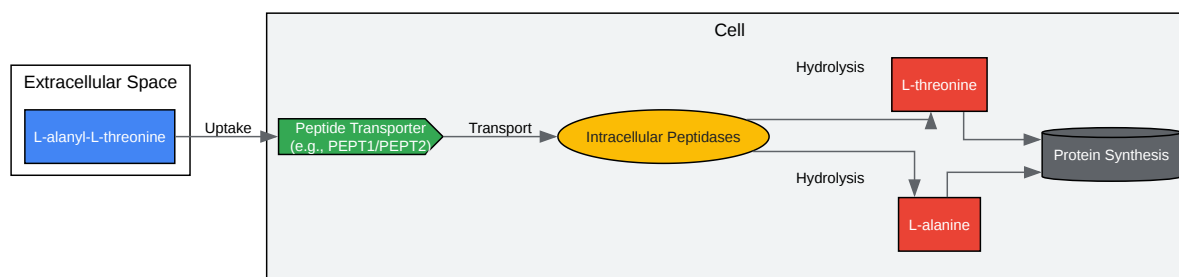 Cell
Extracellular Space
L-alanyl-L-threonine
Uptake
Peptide Transporter
(e.g., PEPT1/PEPT2)
Transport
Intracellular Peptidases
Hydrolysis
L-threonine
Hydrolysis
L-alanine
Protein Synthesis